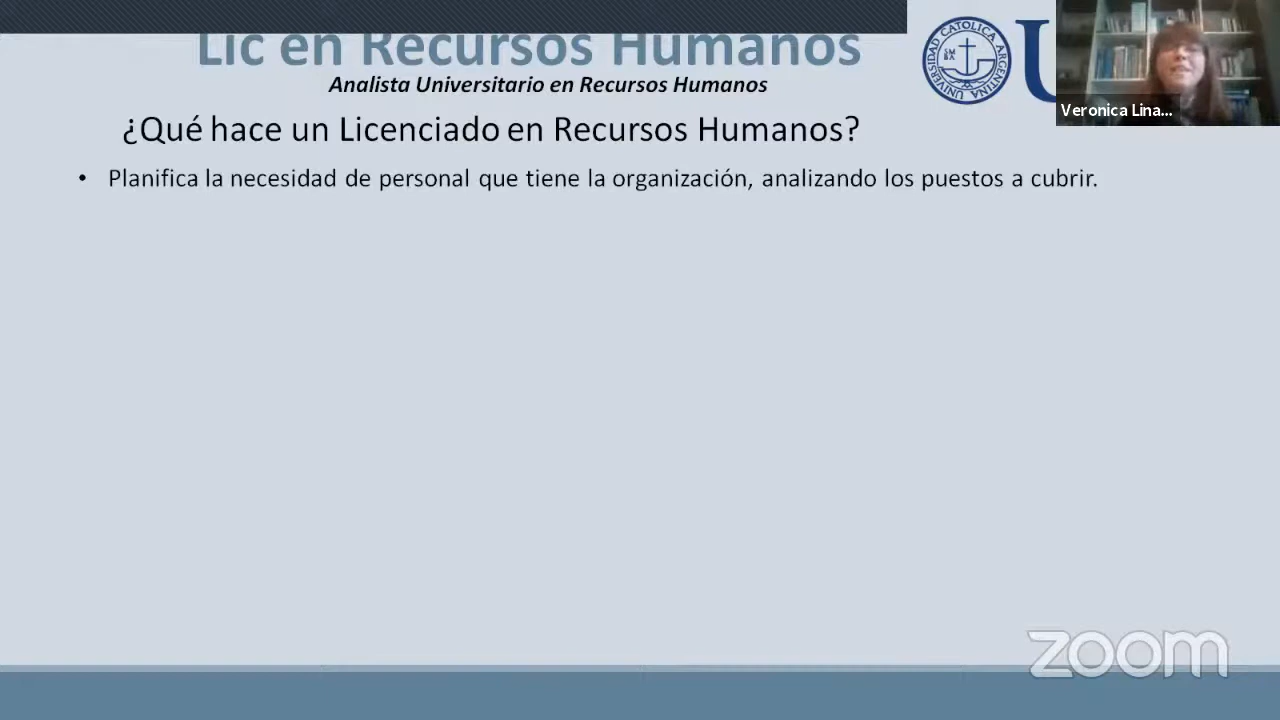 Lic en Recursos Humanos
Analista Universitario en Recursos Humanos
¿Qué hace un Licenciado en Recursos Humanos?
• Planifica la necesidad de personal que tiene la organización, analizando los puestos a cubrir.
UNIVERSIDAD CATOLICA ARGENTINA
U
Veronica Lina...
zoom